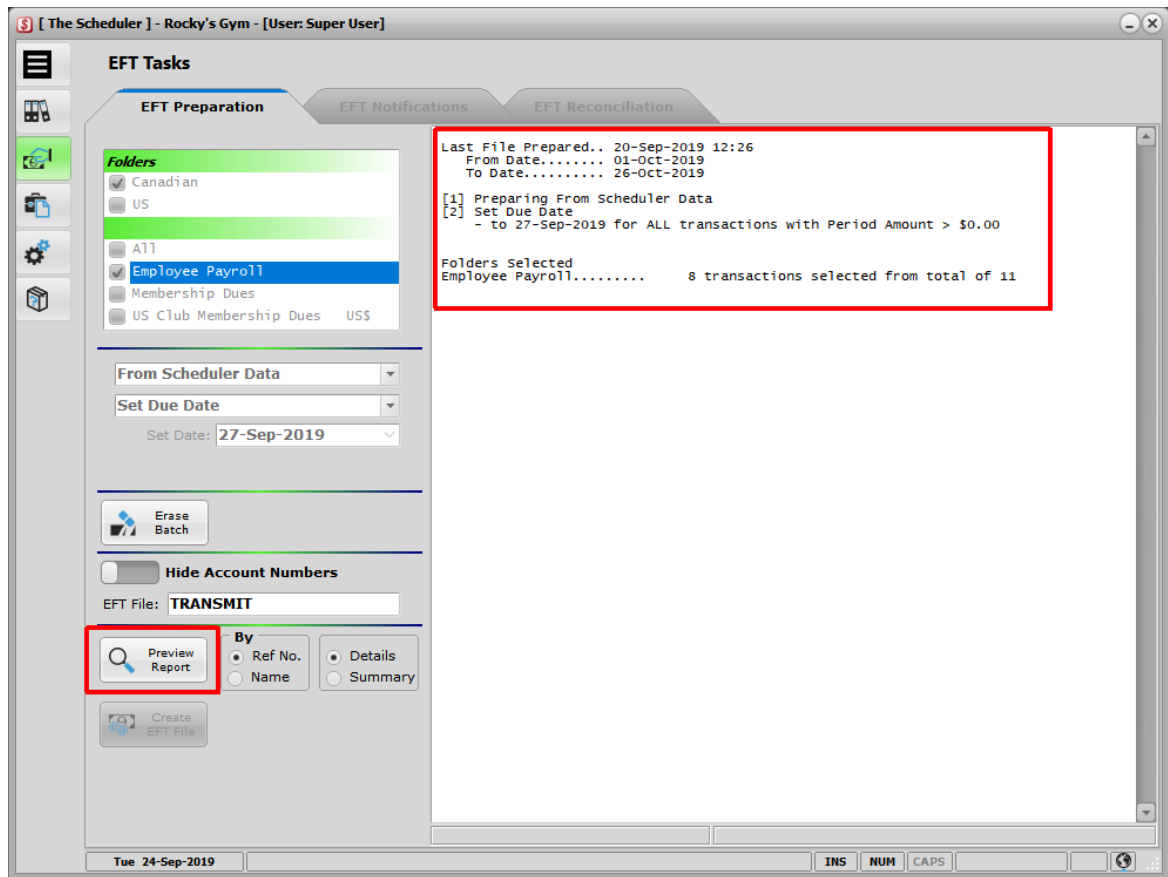 [ The Scheduler ] - Rocky's Gym - [User: Super User]
EFT Tasks
EFT Preparation
EFT Notifications
EFT Reconciliation
Folders
Canadian
US
All
Employee Payroll
Membership Dues
US Club Membership Dues US$
From Scheduler Data
Set Due Date
Set Date: 27-Sep-2019
Erase
Batch
Hide Account Numbers
EFT File: TRANSMIT
Preview
Report
By
Ref No.
Name
Details
Summary
Create
EFT File
Last File Prepared.. 20-Sep-2019 12:26
From Date........ 01-Oct-2019
To Date.......... 26-Oct-2019
[1] Preparing From Scheduler Data
[2] Set Due Date
- to 27-Sep-2019 for ALL transactions with Period Amount > $0.00
Folders Selected
Employee Payroll......... 8 transactions selected from total of 11
Tue 24-Sep-2019
INS
NUM
CAPS